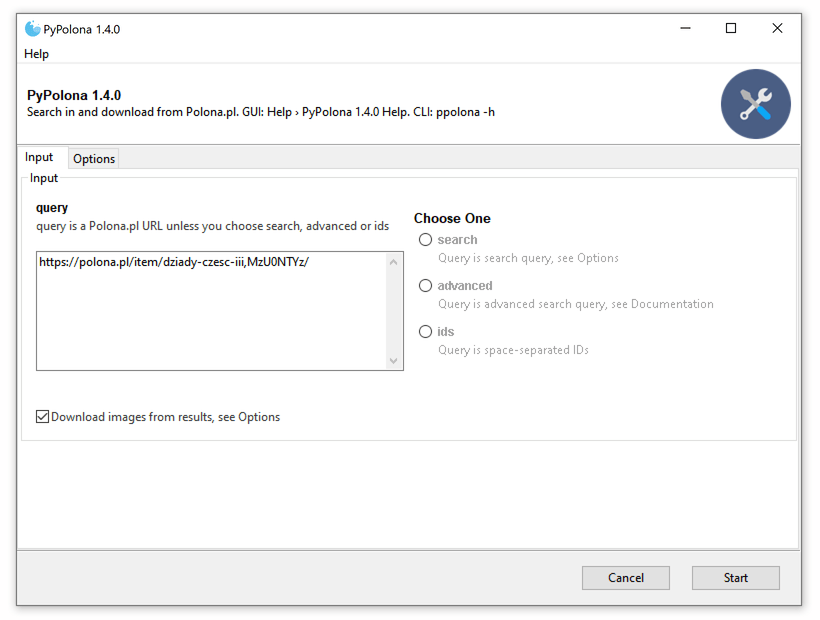 PyPolona 1.4.0
Help
PyPolona 1.4.0
Search in and download from Polona.pl. GUI: Help › PyPolona 1.4.0 Help. CLI: ppolona -h
Input
Options
Input
query
query is a Polona.pl URL unless you choose search, advanced or ids
https://polona.pl/item/dziady-czesc-iii,MzU0NTYz/
Choose One
search
Query is search query, see Options
advanced
Query is advanced search query, see Documentation
ids
Query is space-separated IDs
Download images from results, see Options
Cancel
Start